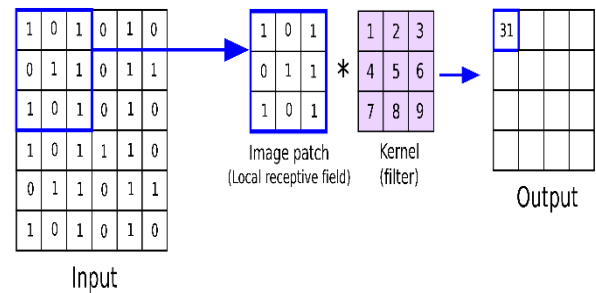 1 0 1 0 1 0
0 1 1 0 1 1
1 0 1 0 1 0
1 0 1 1 1 0
0 1 1 0 1 1
1 0 1 0 1 0
Input
1 0 1
0 1 1
1 0 1
Image patch
(Local receptive field)
*
1 2 3
4 5 6
7 8 9
Kernel
(filter)
31
Output